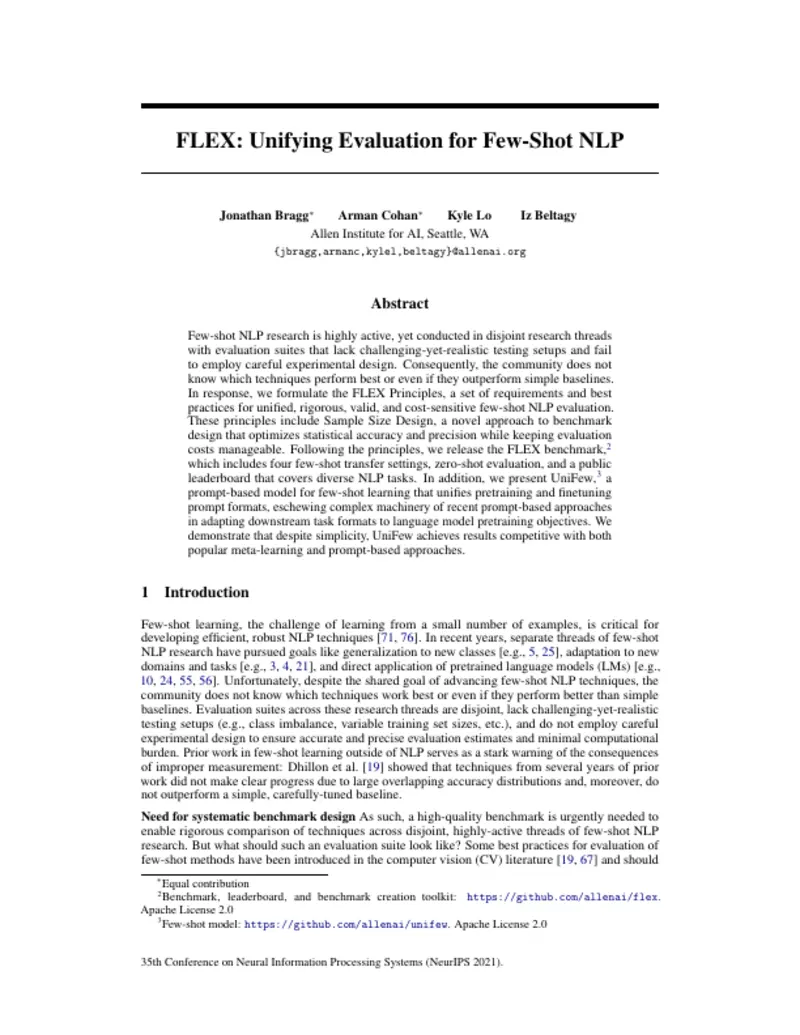 FLEX: Unifying Evaluation for Few-Shot NLP
Jonathan Bragg* Arman Cohan* Kyle Lo Iz Beltagy
Allen Institute for AI, Seattle, WA
{jbragg,armanc,kylel,beltagy}@allenai.org
Abstract
Few-shot NLP research is highly active, yet conducted in disjoint research threads
with evaluation suites that lack challenging-yet-realistic testing setups and fail
to employ careful experimental design. Consequently, the community does not
know which techniques perform best or even if they outperform simple baselines.
In response, we formulate the FLEX Principles, a set of requirements and best
practices for unified, rigorous, valid, and cost-sensitive few-shot NLP evaluation.
These principles include Sample Size Design, a novel approach to benchmark
design that optimizes statistical accuracy and precision while keeping evaluation
costs manageable. Following the principles, we release the FLEX benchmark,2
which includes four few-shot transfer settings, zero-shot evaluation, and a public
leaderboard that covers diverse NLP tasks. In addition, we present UniFew,3 a
prompt-based model for few-shot learning that unifies pretraining and finetuning
prompt formats, eschewing complex machinery of recent prompt-based approaches
in adapting downstream task formats to language model pretraining objectives. We
demonstrate that despite simplicity, UniFew achieves results competitive with both
popular meta-learning and prompt-based approaches.
1 Introduction
Few-shot learning, the challenge of learning from a small number of examples, is critical for
developing efficient, robust NLP techniques [71, 76]. In recent years, separate threads of few-shot
NLP research have pursued goals like generalization to new classes [e.g., 5, 25], adaptation to new
domains and tasks [e.g., 3, 4, 21], and direct application of pretrained language models (LMs) [e.g.,
10, 24, 55, 56]. Unfortunately, despite the shared goal of advancing few-shot NLP techniques, the
community does not know which techniques work best or even if they perform better than simple
baselines. Evaluation suites across these research threads are disjoint, lack challenging-yet-realistic
testing setups (e.g., class imbalance, variable training set sizes, etc.), and do not employ careful
experimental design to ensure accurate and precise evaluation estimates and minimal computational
burden. Prior work in few-shot learning outside of NLP serves as a stark warning of the consequences
of improper measurement: Dhillon et al. [19] showed that techniques from several years of prior
work did not make clear progress due to large overlapping accuracy distributions and, moreover, do
not outperform a simple, carefully-tuned baseline.
Need for systematic benchmark design As such, a high-quality benchmark is urgently needed to
enable rigorous comparison of techniques across disjoint, highly-active threads of few-shot NLP
research. But what should such an evaluation suite look like? Some best practices for evaluation of
few-shot methods have been introduced in the computer vision (CV) literature [19, 67] and should
*Equal contribution
2Benchmark, leaderboard, and benchmark creation toolkit: https://github.com/allenai/flex.
Apache License 2.0
3Few-shot model: https://github.com/allenai/unifew. Apache License 2.0
35th Conference on Neural Information Processing Systems (NeurIPS 2021).